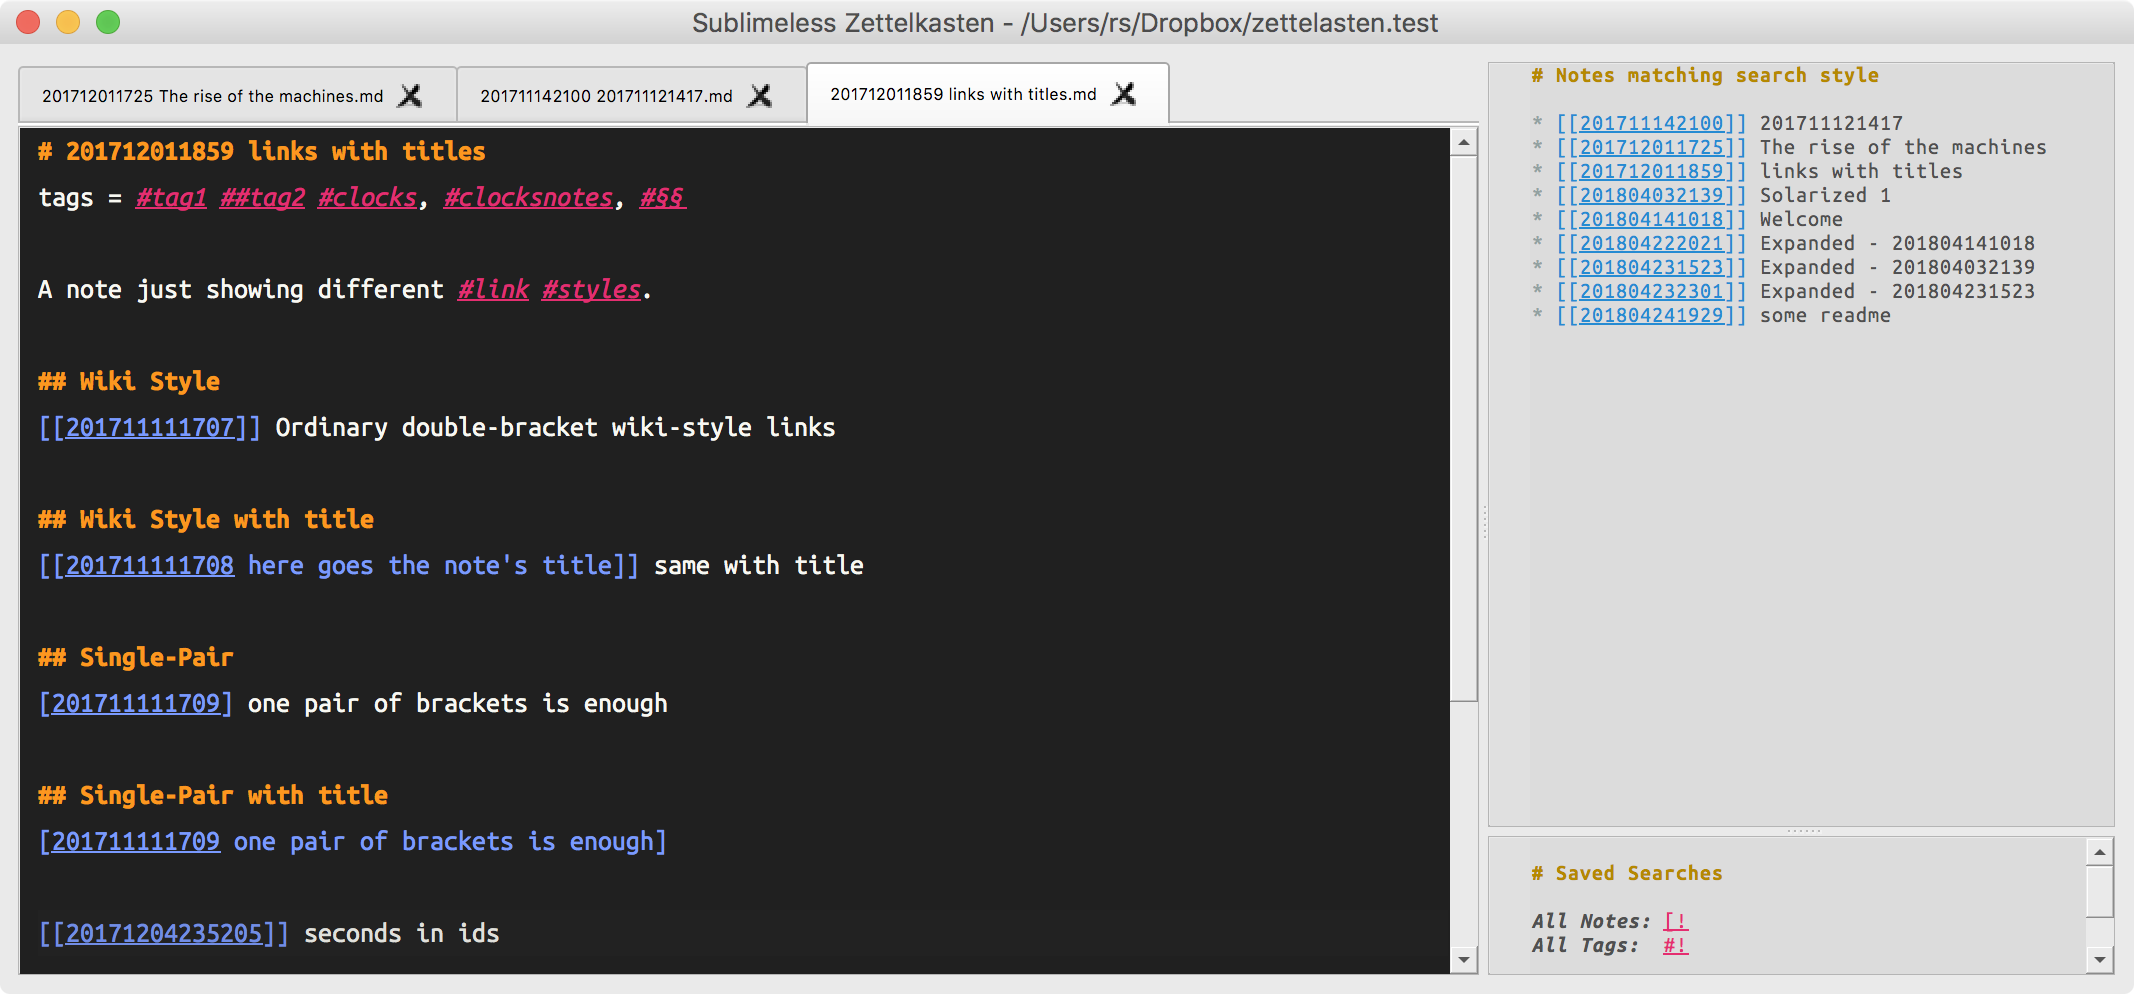 Sublimeless Zettelkasten - /Users/rs/Dropbox/zettelasten.test
201712011725 The rise of the machines.md
201711142100 201711121417.md
201712011859 links with titles.md
# 201712011859 links with titles
tags = #tag1 ##tag2 #clocks, #clocksnotes, #§§
A note just showing different #link #styles.
## Wiki Style
[[201711111707]] Ordinary double-bracket wiki-style links
## Wiki Style with title
[[201711111708 here goes the note's title]] same with title
## Single-Pair
[201711111709] one pair of brackets is enough
## Single-Pair with title
[201711111709 one pair of brackets is enough]
[[20171204235205]] seconds in ids
# Notes matching search style
* [[201711142100]] 201711121417
* [[201712011725]] The rise of the machines
* [[201712011859]] links with titles
* [[201804032139]] Solarized 1
* [[201804141018]] Welcome
* [[201804222021]] Expanded - 201804141018
* [[201804231523]] Expanded - 201804032139
* [[201804232301]] Expanded - 201804231523
* [[201804241929]] some readme
# Saved Searches
All Notes: [!
All Tags: #!